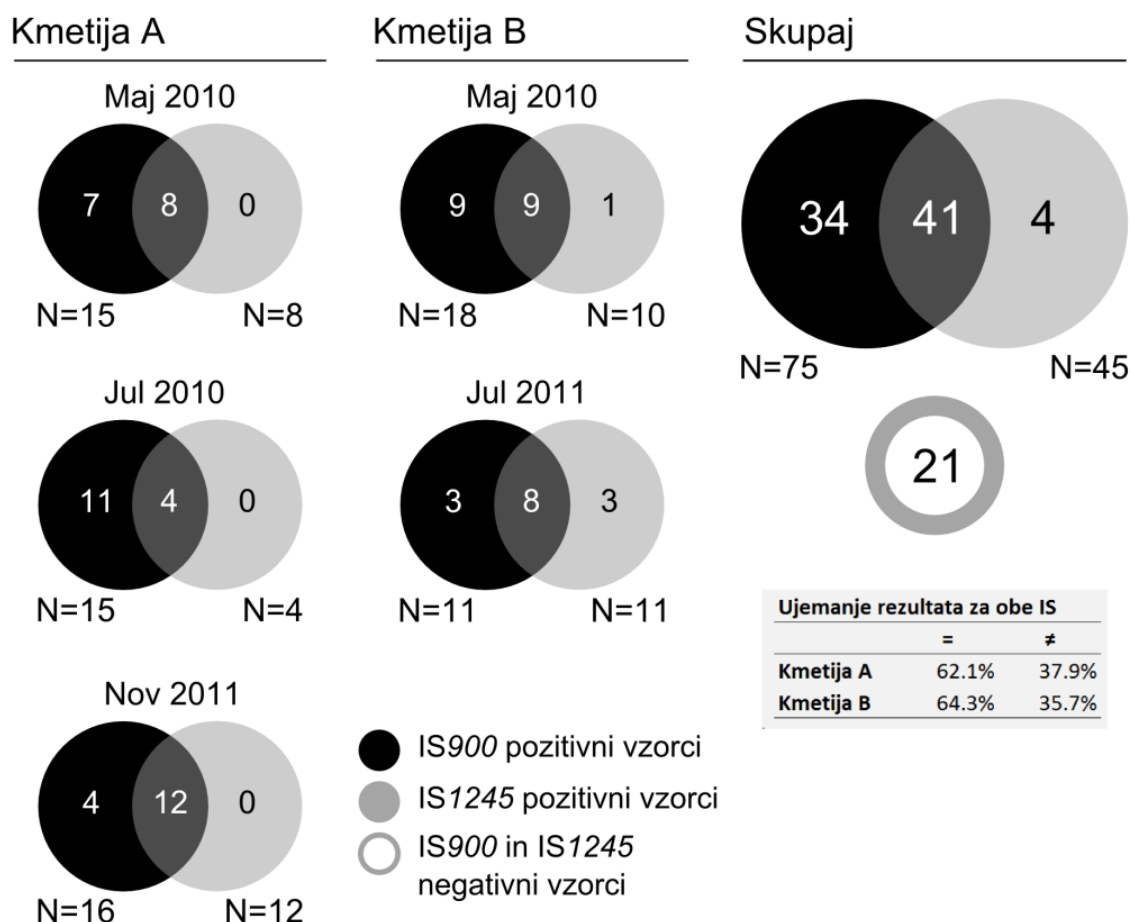 Kmetija A
Maj 2010
7 8 0
N=15 N=8
Jul 2010
11 4 0
N=15 N=4
Nov 2011
4 12 0
N=16 N=12
Kmetija B
Maj 2010
9 9 1
N=18 N=10
Jul 2011
3 8 3
N=11 N=11
IS900 pozitivni vzorci
IS1245 pozitivni vzorci
IS900 in IS1245
negativni vzorci
Skupaj
34 41 4
N=75 N=45
21
Ujemanje rezultata za obe IS
= ≠
Kmetija A 62.1% 37.9%
Kmetija B 64.3% 35.7%